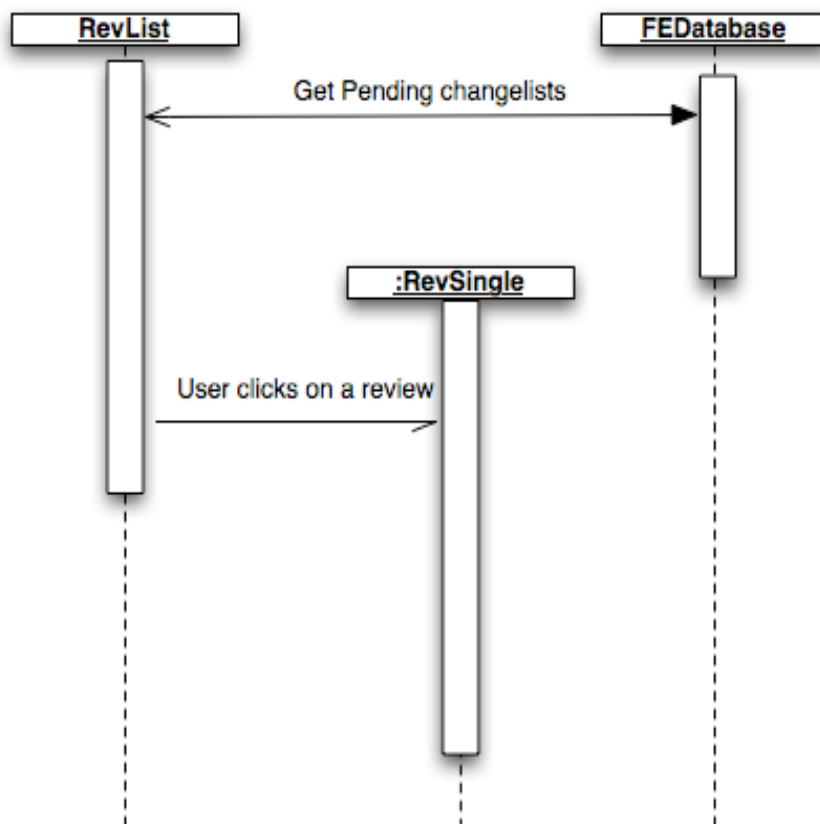 RevList
FEDatabase
Get Pending changelists
:RevSingle
User clicks on a review